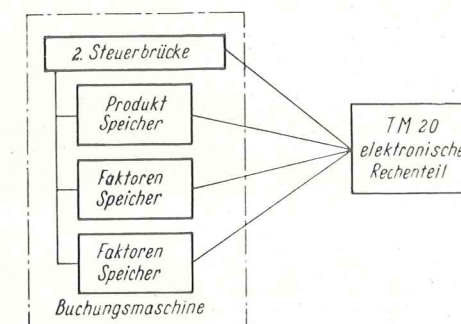 2. Steuerbrücke
Produkt
Speicher
Faktoren
Speicher
Faktoren
Speicher
Buchungsmaschine
TM 20
elektronische
Rechenteil